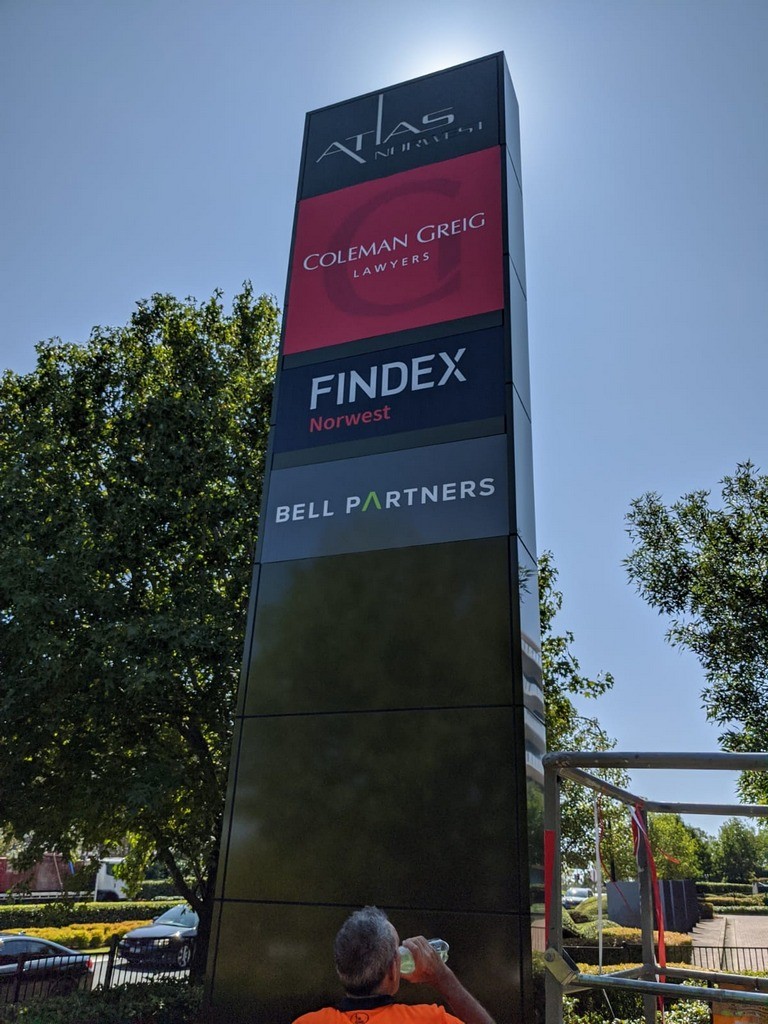 ATLAS
NORWEST
COLEMAN GREIG
LAWYERS
FINDEX
Norwest
BELL PARTNERS